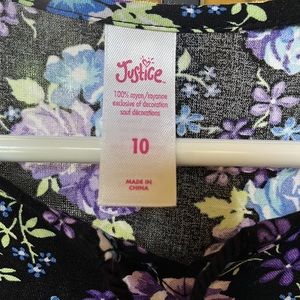 Justice
100% rayon/rayonne
exclusive of decoration
sauf décorations
10
MADE IN
CHINA